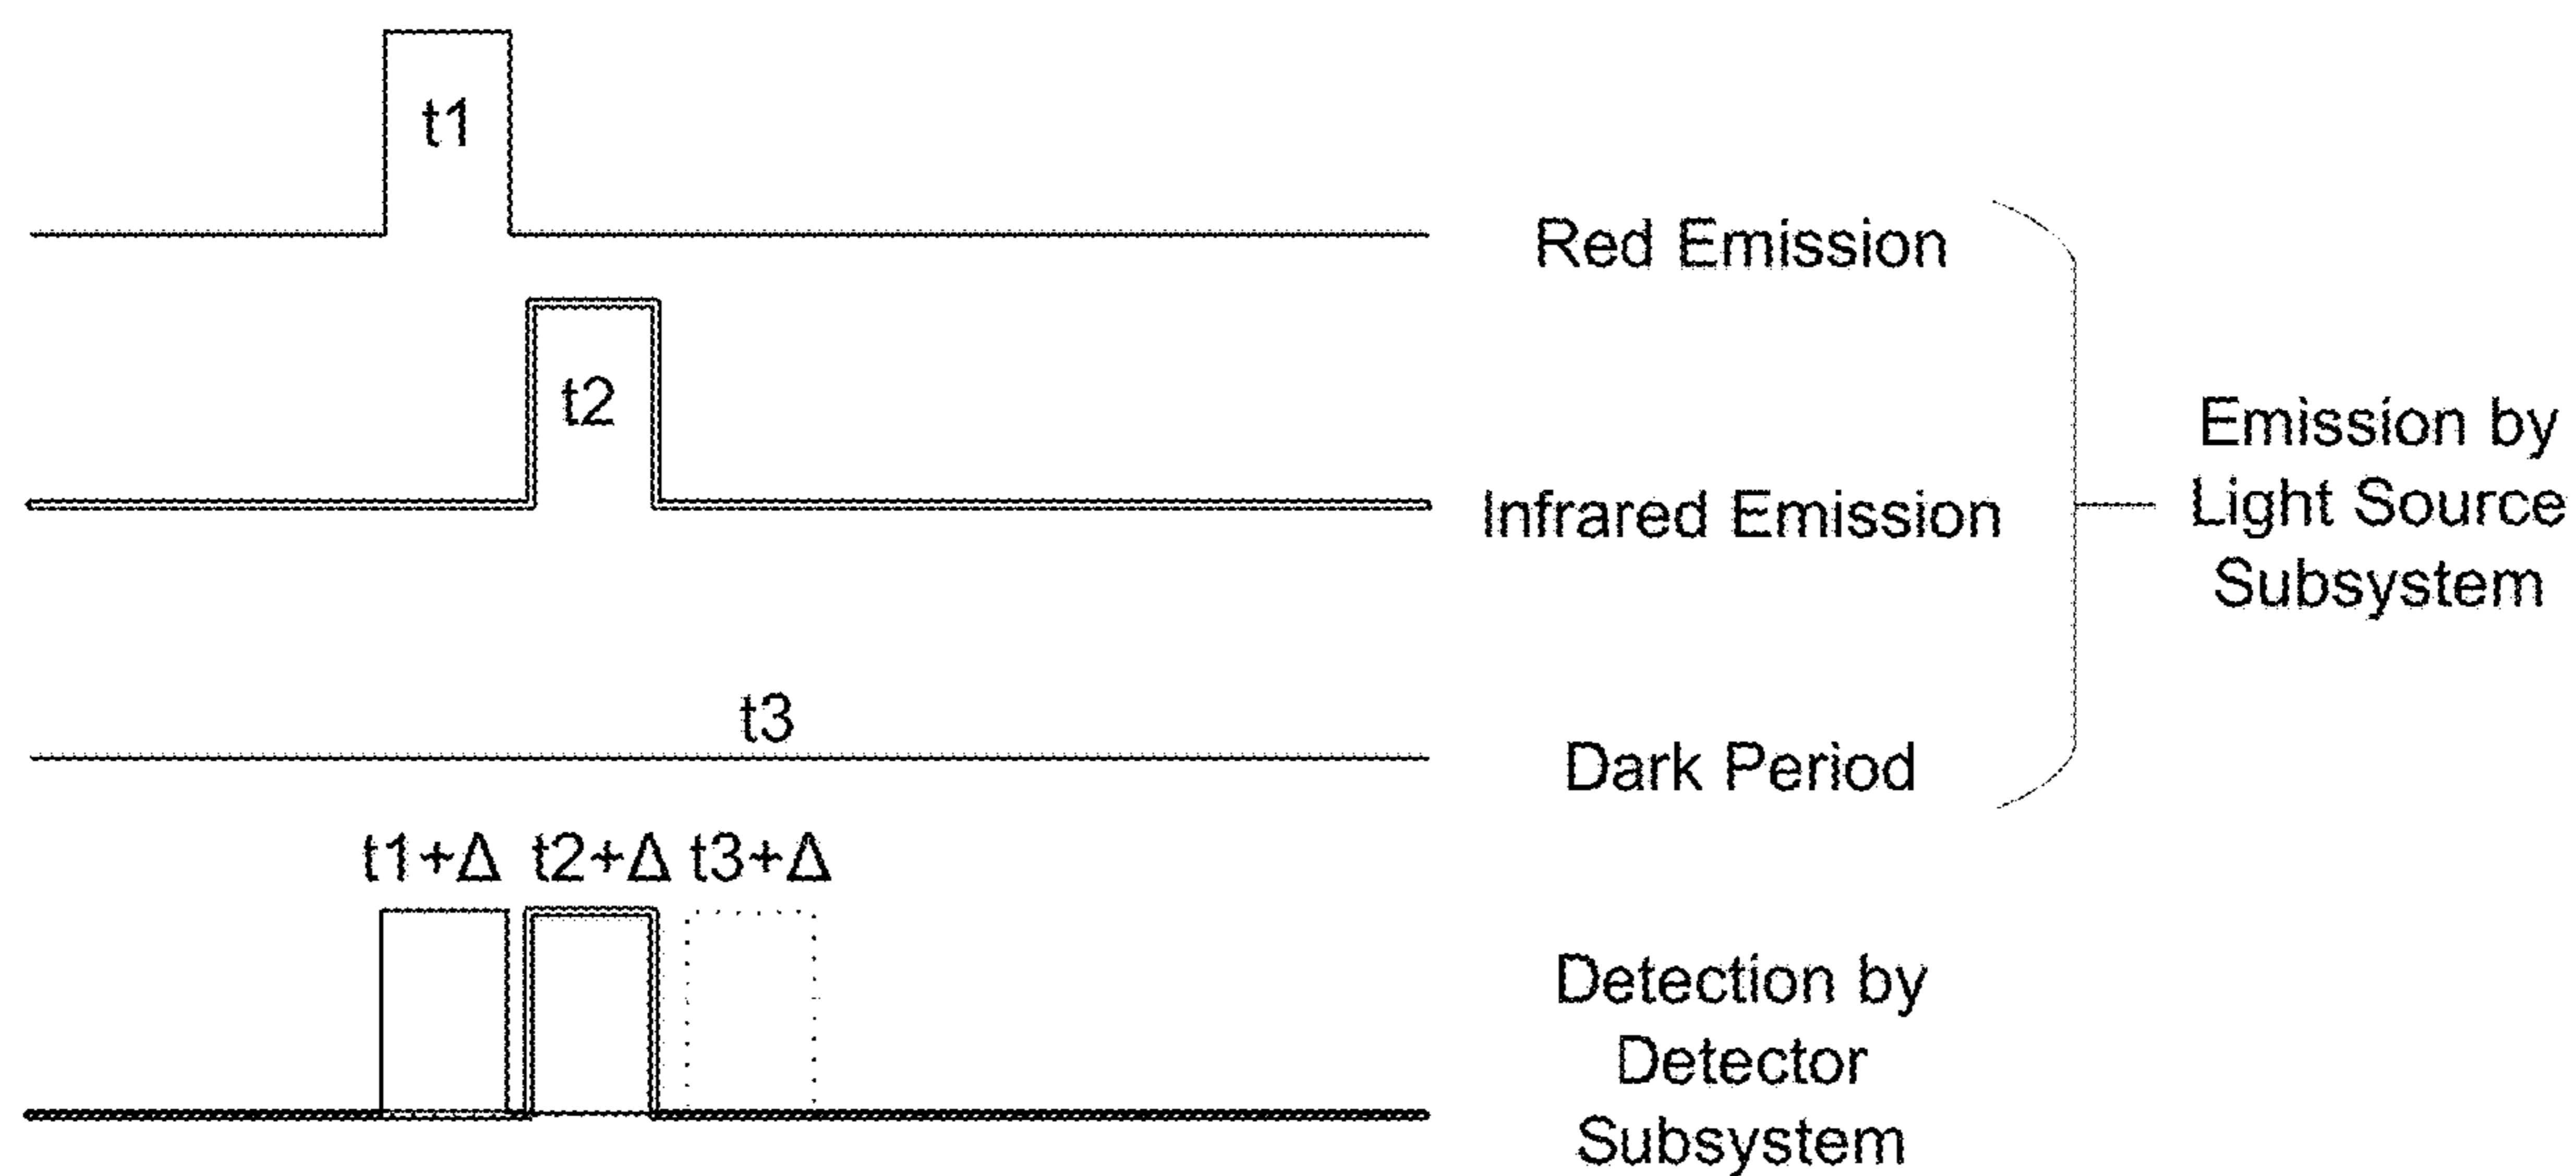 t1
Red Emission
t2
Infrared Emission
Emission by
Light Source
Subsystem
t3
Dark Period
t1+Δ t2+Δ t3+Δ
Detection by
Detector
Subsystem